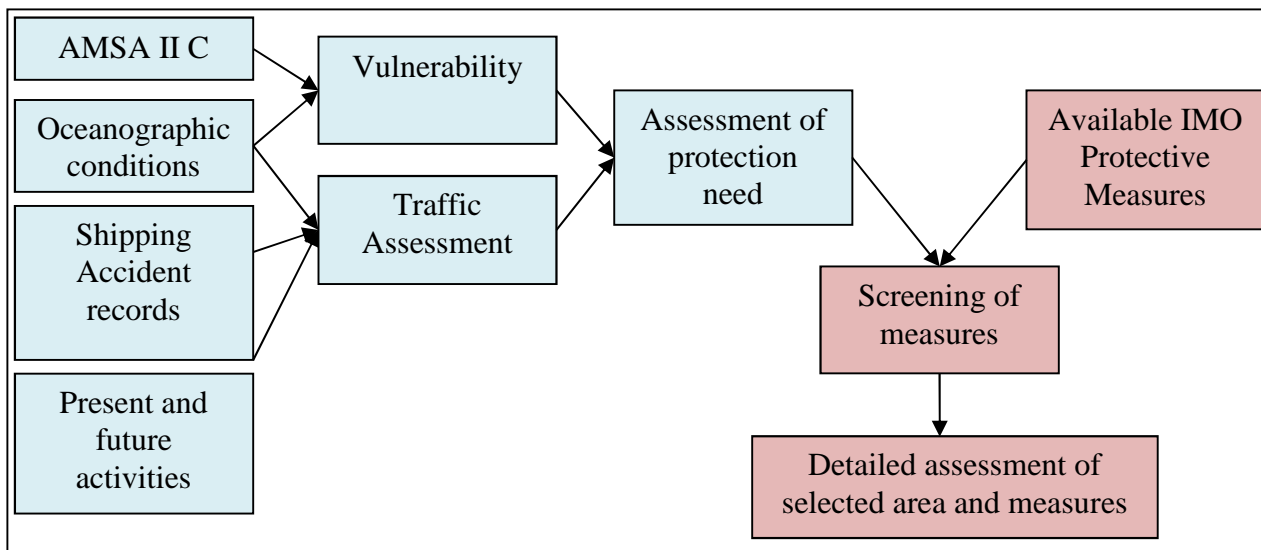 AMSA II C
Oceanographic
conditions
Shipping
Accident
records
Present and
future
activities
Vulnerability
Traffic
Assessment
Assessment of
protection
need
Available IMO
Protective
Measures
Screening of
measures
Detailed assessment of
selected area and measures